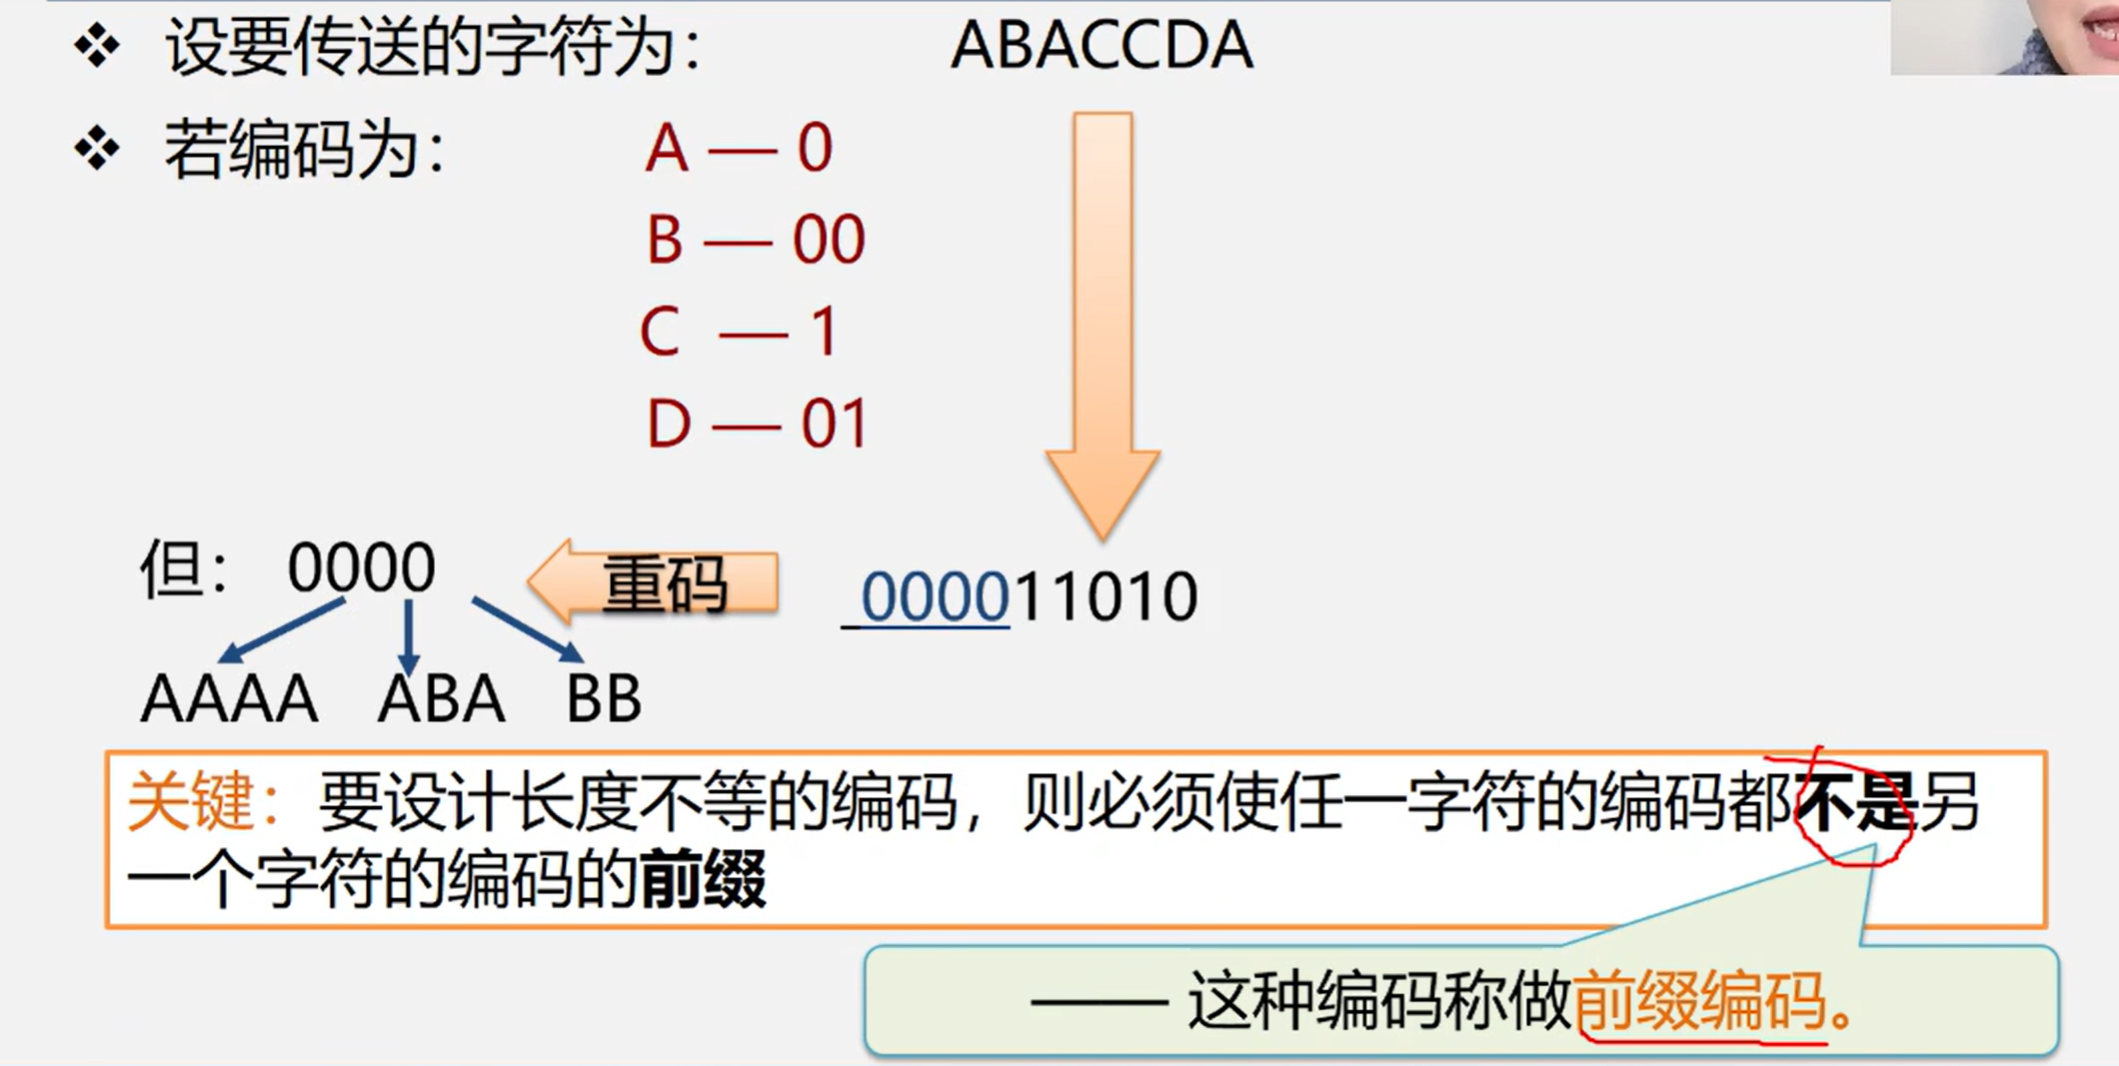 ❖ 设要传送的字符为： ABACCDA
❖ 若编码为： A — 0
B — 00
C — 1
D — 01
但： 0000 重码 000011010
AAAA ABA BB
关键：要设计长度不等的编码，则必须使任一字符的编码都不是另
一个字符的编码的前缀
—— 这种编码称做前缀编码。